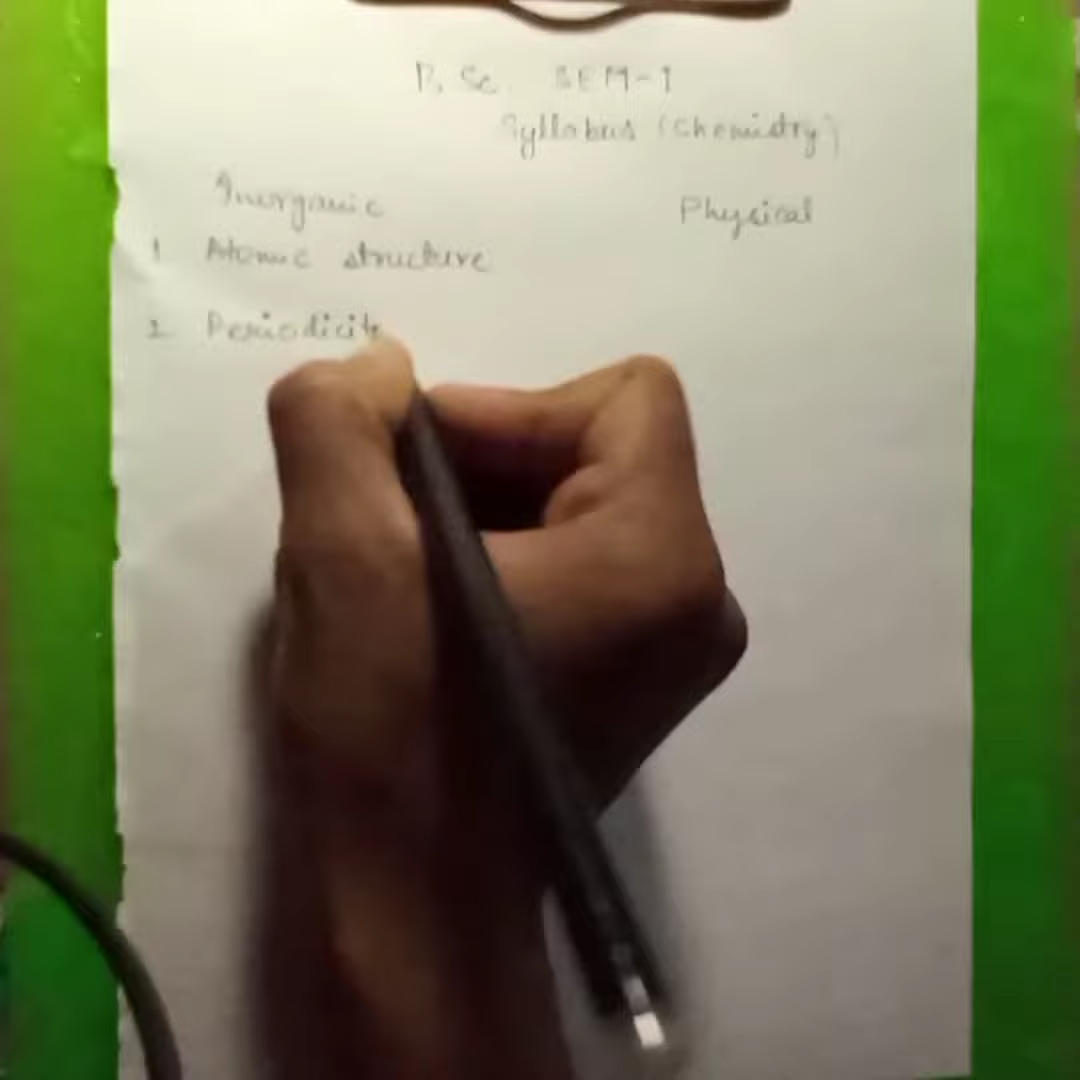 B. Sc. SEM-1
Syllabus (Chemistry)
Inorganic
Physical
1 Atomic structure
2 Periodicit